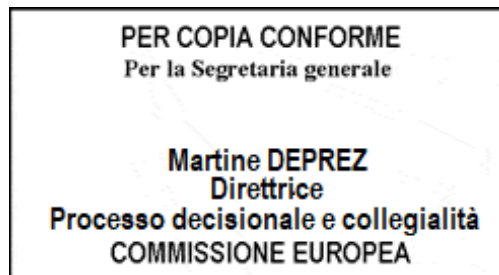 PER COPIA CONFORME
Per la Segretaria generale
Martine DEPREZ
Direttrice
Processo decisionale e collegialità
COMMISSIONE EUROPEA